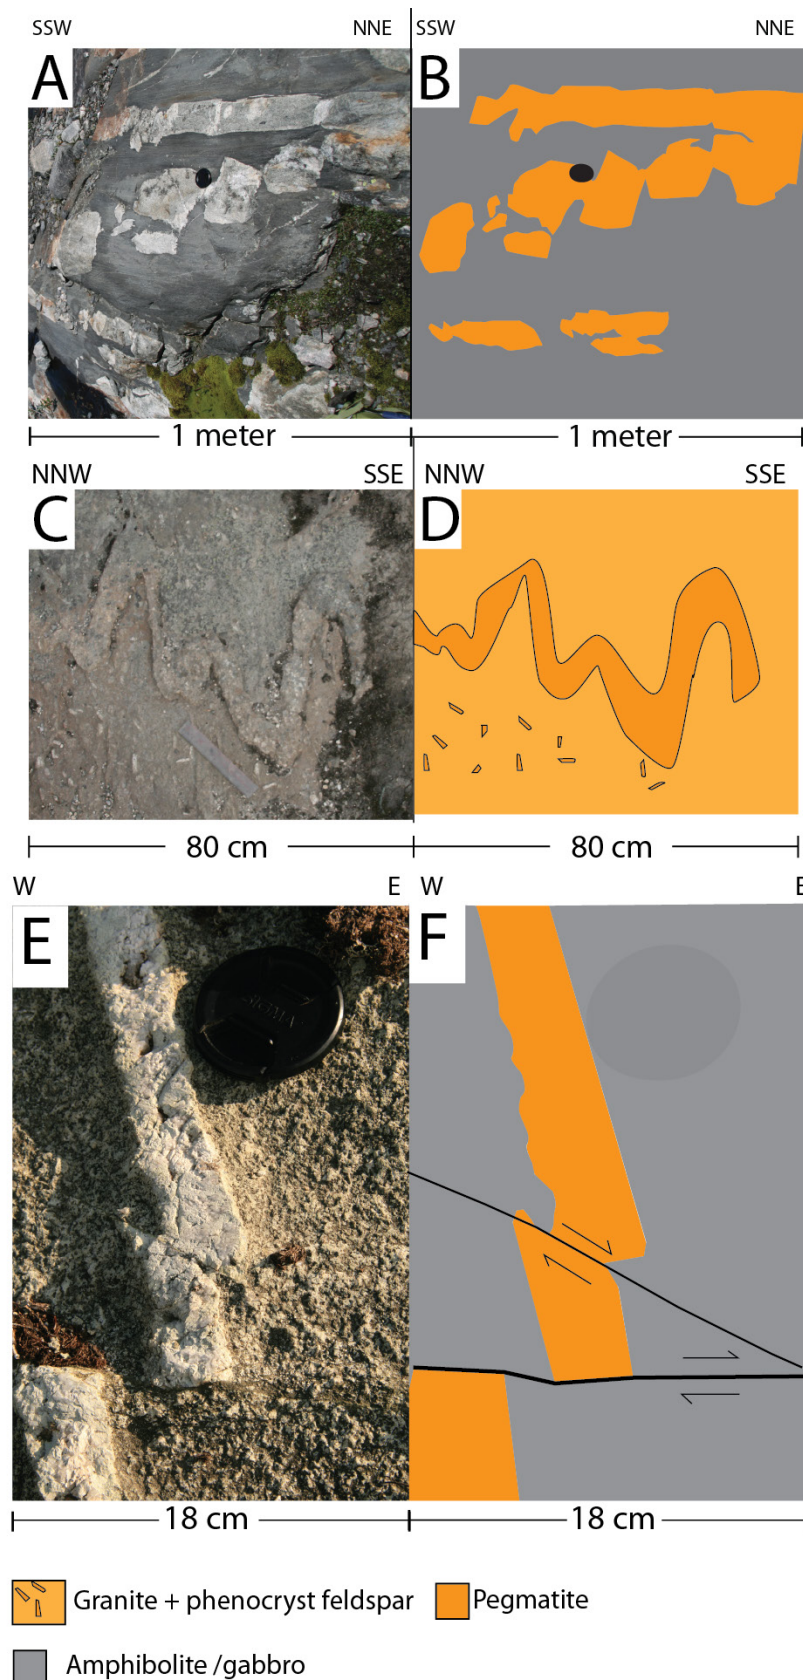 SSW NNE SSW NNE
A B
1 meter 1 meter
NNW SSE NNW SSE
C D
80 cm 80 cm
W E W E
E F
SIGMA
18 cm 18 cm
Granite + phenocryst feldspar Pegmatite
Amphibolite /gabbro